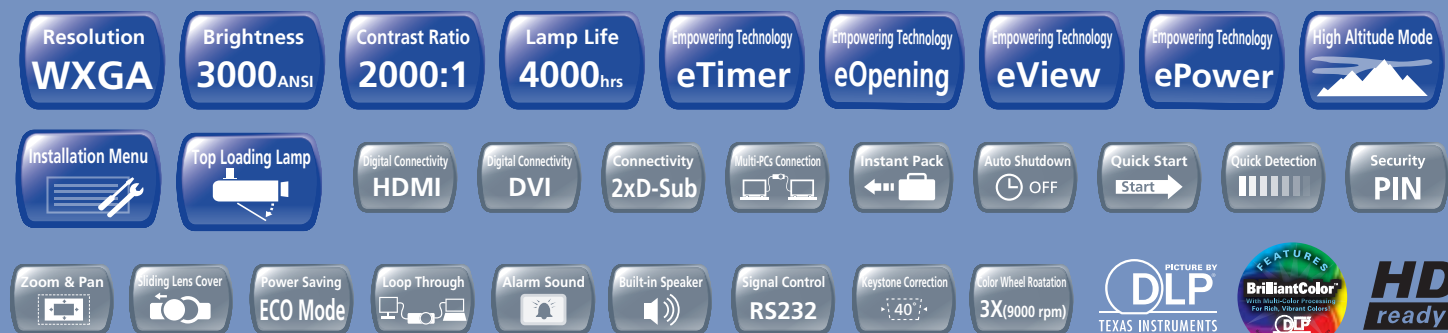 Resolution
WXGA
Brightness
3000 ANSI
Contrast Ratio
2000:1
Lamp Life
4000 hrs
Empowering Technology
eTimer
Empowering Technology
eOpening
Empowering Technology
eView
Empowering Technology
ePower
High Altitude Mode
Installation Menu
Top Loading Lamp
Digital Connectivity
HDMI
Digital Connectivity
DVI
Connectivity
2xD-Sub
Multi-PCs Connection
Instant Pack
Auto Shutdown
OFF
Quick Start
Start
Quick Detection
Security
PIN
Zoom & Pan
Sliding Lens Cover
Power Saving
ECO Mode
Loop Through
Alarm Sound
Built-in Speaker
Signal Control
RS232
Keystone Correction
40°
Color Wheel Roatation
3X(9000 rpm)
PICTURE BY
DLP
TEXAS INSTRUMENTS
FEATURES
BrilliantColor™
With Multi-Color Processing
For Rich, Vibrant Colors
DLP
HD
ready